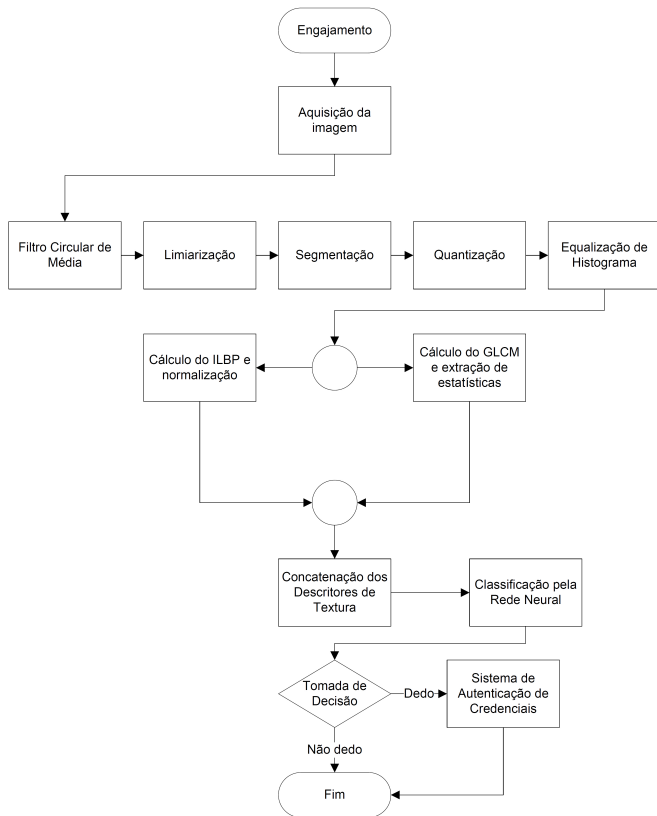 Engajamento
Aquisição da
imagem
Filtro Circular de
Média
Limiarização
Segmentação
Quantização
Equalização de
Histograma
Cálculo do ILBP e
normalização
Cálculo do GLCM
e extração de
estatísticas
Concatenação dos
Descritores de
Textura
Classificação pela
Rede Neural
Tomada de
Decisão
Dedo
Sistema de
Autenticação de
Credenciais
Não dedo
Fim